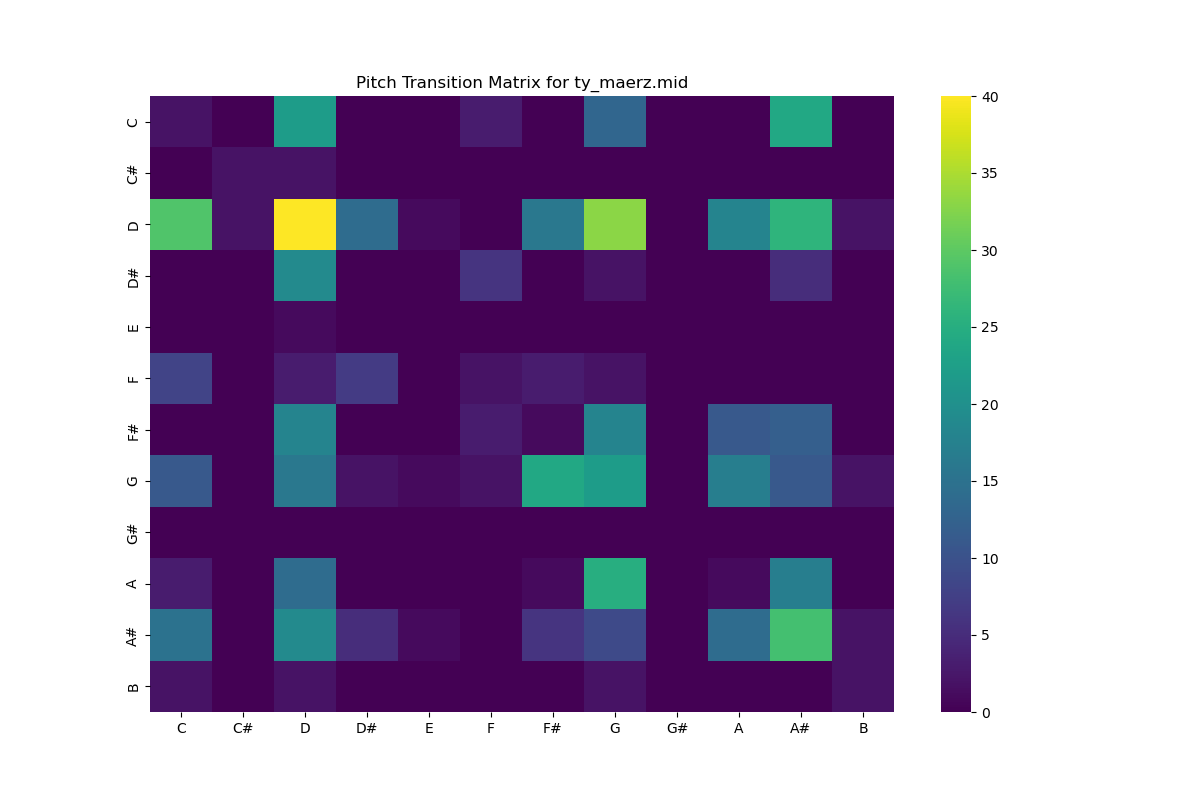 Pitch Transition Matrix for ty_maerz.mid
C
C#
D
D#
E
F
F#
G
G#
A
A#
B
C C# D D# E F F# G G# A A# B
40
35
30
25
20
15
10
5
0